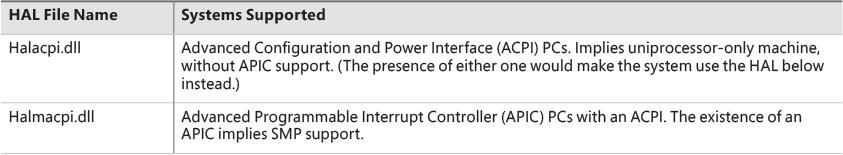 HAL File Name Systems Supported
Halacpi.dll Advanced Configuration and Power Interface (ACPI) PCs. Implies uniprocessor-only machine,
without APIC support. (The presence of either one would make the system use the HAL below
instead.)
Halmacpi.dll Advanced Programmable Interrupt Controller (APIC) PCs with an ACPI. The existence of an
APIC implies SMP support.